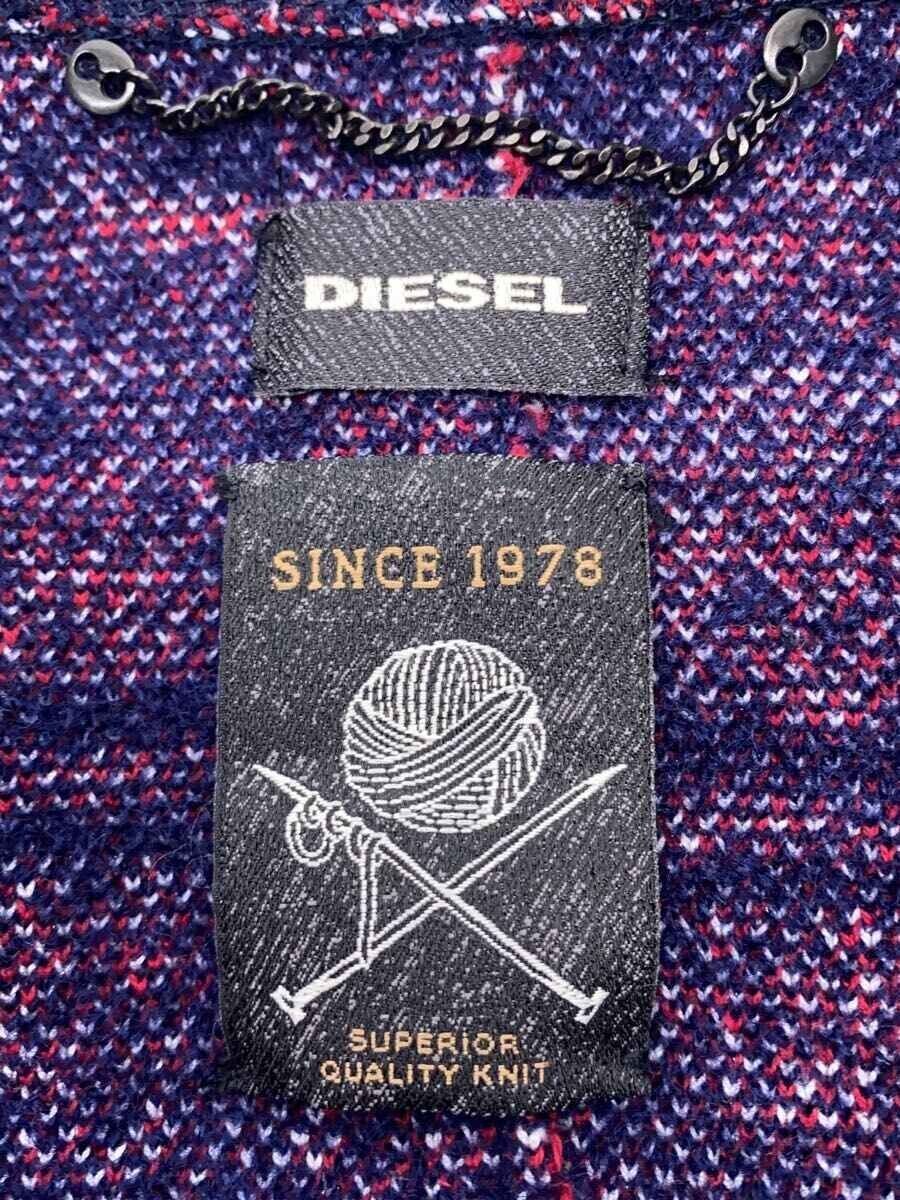 DIESEL
SINCE 1978
SUPERIOR
QUALITY KNIT